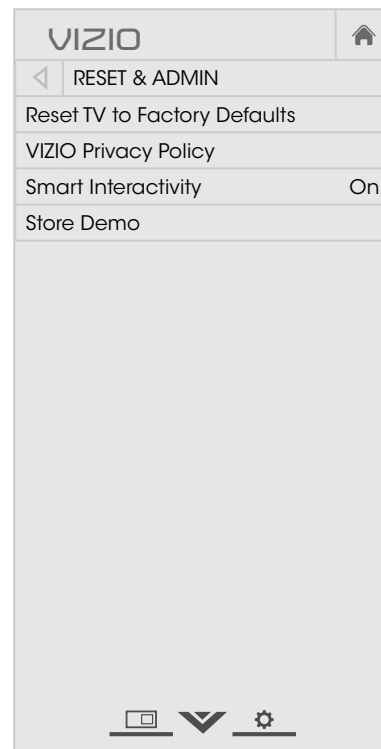 VIZIO
RESET & ADMIN
Reset TV to Factory Defaults
VIZIO Privacy Policy
Smart Interactivity On
Store Demo